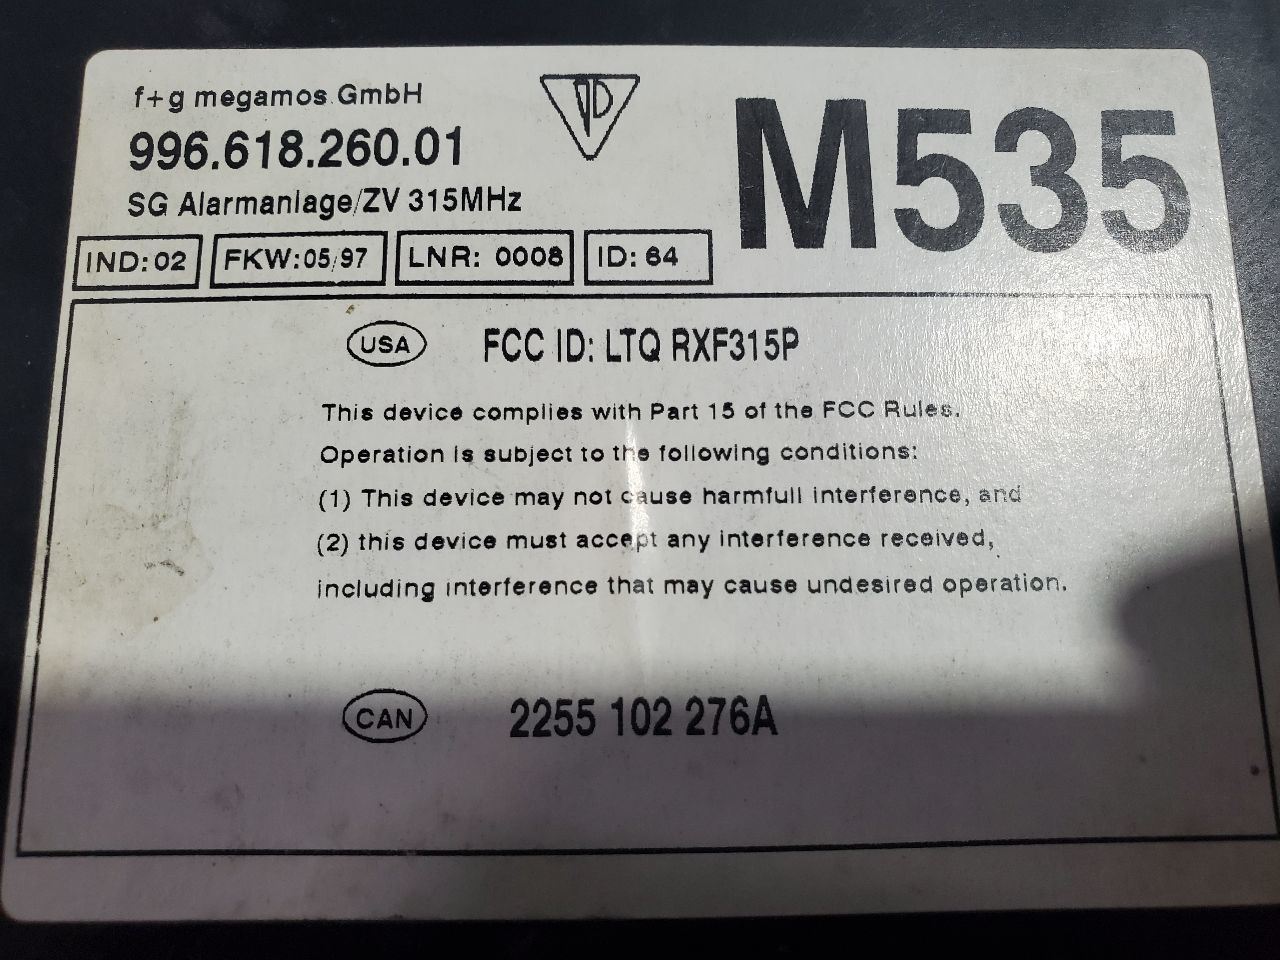 f+g megamos GmbH
996.618.260.01
SG Alarmanlage/ZV 315MHz
M535
IND: 02 FKW:05/97 LNR: 0008 ID: 64
USA FCC ID: LTQ RXF315P
This device complies with Part 15 of the FCC Rules.
Operation is subject to the following conditions:
(1) This device may not cause harmfull interference, and
(2) this device must accept any interference received,
including interference that may cause undesired operation.
CAN 2255 102 276A